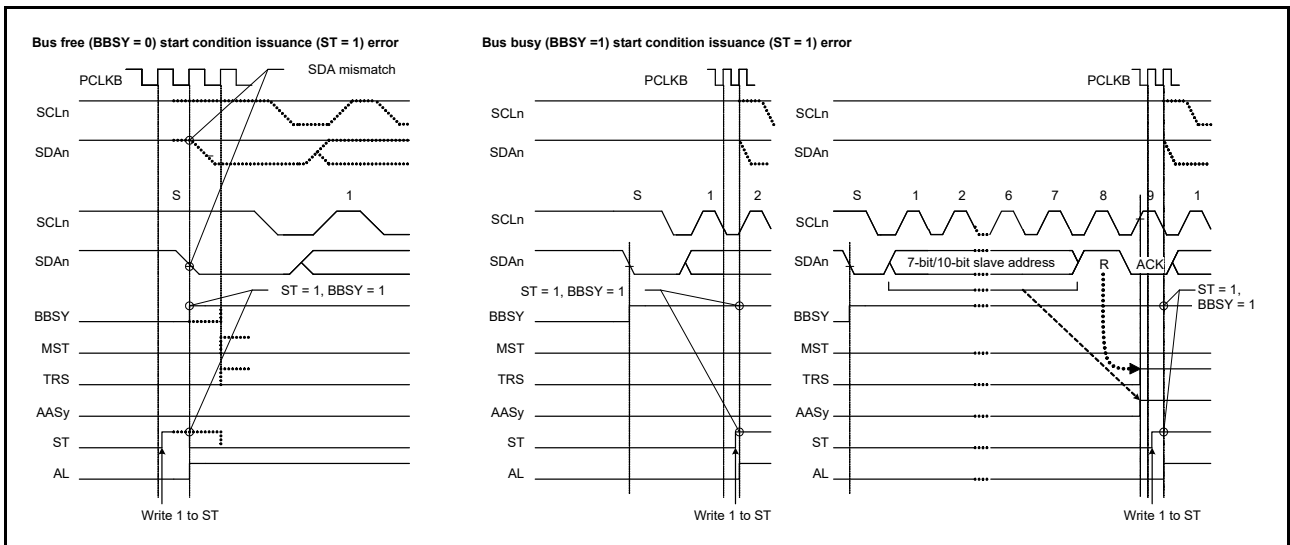 Bus free (BBSY = 0) start condition issuance (ST = 1) error
PCLKB
SDA mismatch
SCLn
SDAn
S
1
SCLn
SDAn
ST = 1, BBSY = 1
BBSY
MST
TRS
AASy
ST
AL
Write 1 to ST
Bus busy (BBSY =1) start condition issuance (ST = 1) error
PCLKB
SCLn
SDAn
S
1
2
SCLn
SDAn
ST = 1, BBSY = 1
BBSY
MST
TRS
AASy
ST
AL
Write 1 to ST
PCLKB
SCLn
SDAn
S
1
2
6
7
8
9
1
SCLn
SDAn
7-bit/10-bit slave address
R
ACK
ST = 1,
BBSY = 1
BBSY
MST
TRS
AASy
ST
AL
Write 1 to ST